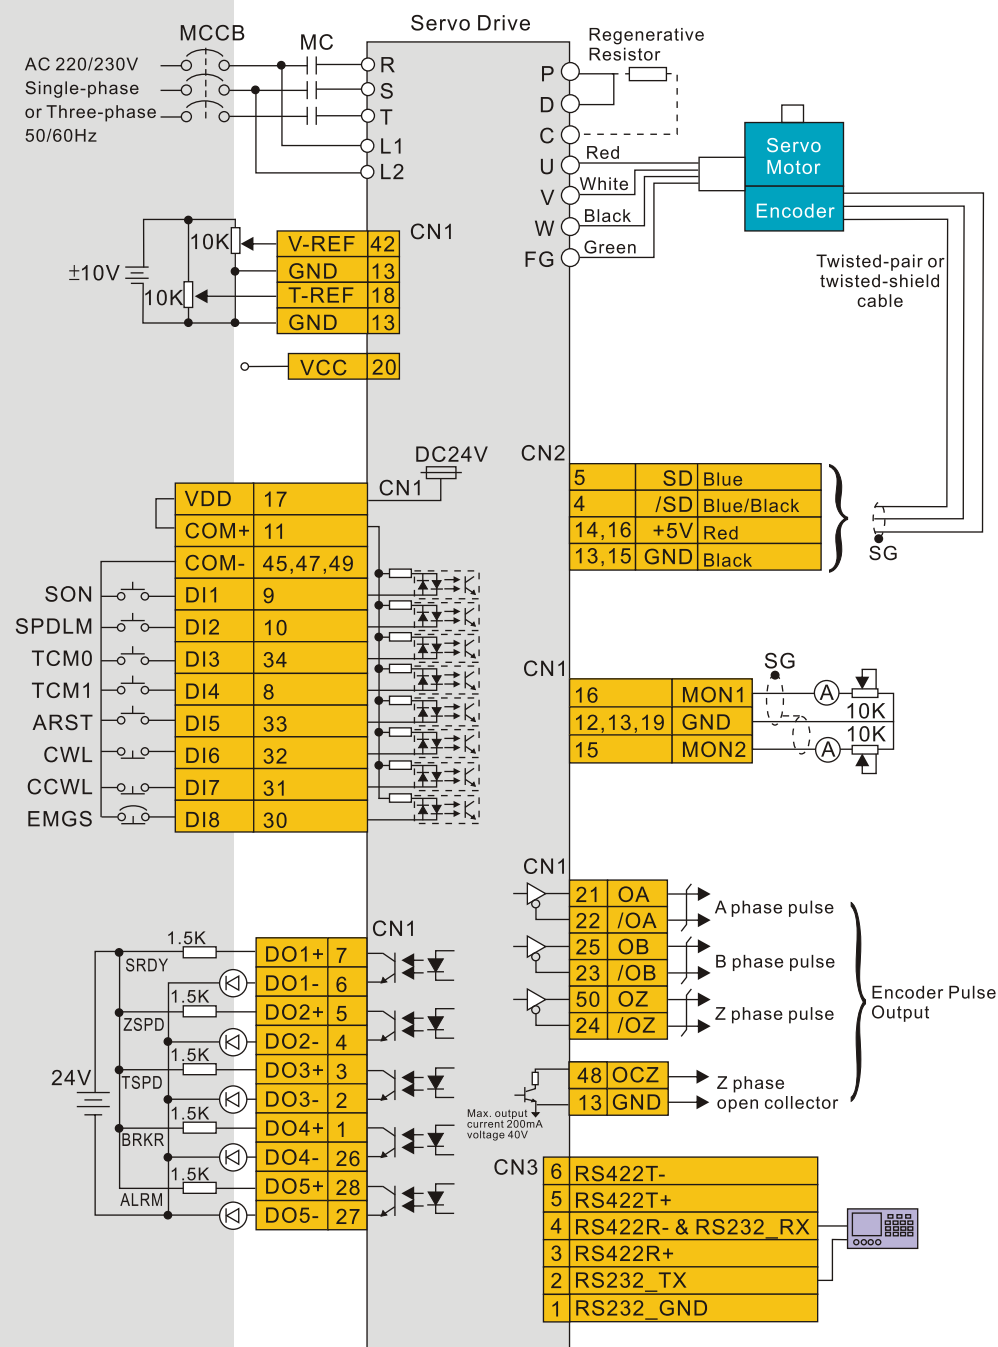 Servo Drive
MCCB
MC
AC 220/230V
Single-phase
or Three-phase
50/60Hz
R
S
T
L1
L2
Regenerative
Resistor
P
D
C
U Red
V White
W Black
FG Green
Servo
Motor
Encoder
Twisted-pair or
twisted-shield
cable
CN1
±10V
10K
10K
V-REF 42
GND 13
T-REF 18
GND 13
VCC 20
DC24V
CN1
VDD 17
COM+ 11
COM- 45,47,49
SON DI1 9
SPDLM DI2 10
TCM0 DI3 34
TCM1 DI4 8
ARST DI5 33
CWL DI6 32
CCWL DI7 31
EMGS DI8 30
CN2
5 SD Blue
4 /SD Blue/Black
14,16 +5V Red
13,15 GND Black
SG
CN1
SG
16 MON1 A
10K
12,13,19 GND
10K
15 MON2 A
CN1
21 OA
22 /OA
A phase pulse
25 OB
23 /OB
B phase pulse
50 OZ
24 /OZ
Z phase pulse
Encoder Pulse
Output
48 OCZ
13 GND
Z phase
open collector
Max. output
current 200mA
voltage 40V
CN1
24V
1.5K
SRDY
DO1+ 7
DO1- 6
1.5K
ZSPD
DO2+ 5
DO2- 4
1.5K
TSPD
DO3+ 3
DO3- 2
1.5K
BRKR
DO4+ 1
DO4- 26
1.5K
ALRM
DO5+ 28
DO5- 27
CN3
6 RS422T-
5 RS422T+
4 RS422R- & RS232_RX
3 RS422R+
2 RS232_TX
1 RS232_GND